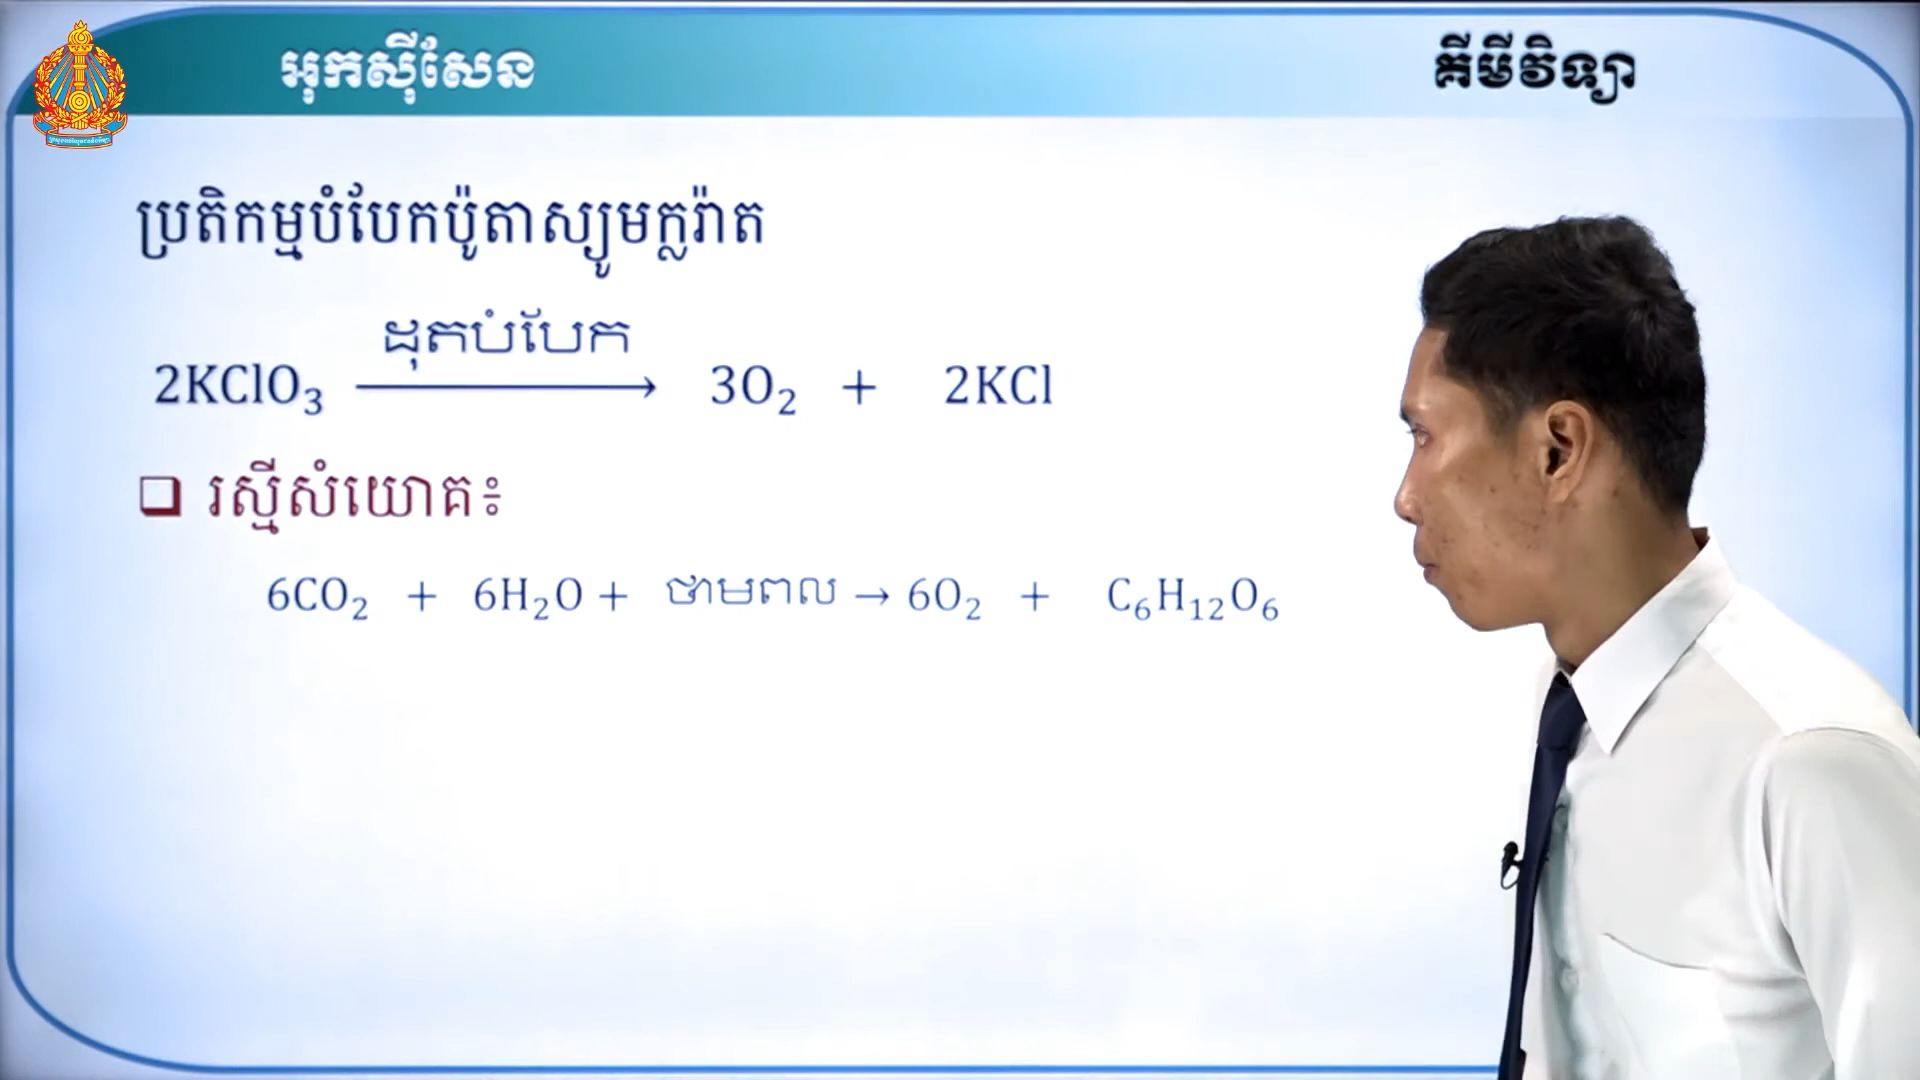 អុកស៊ីសែន គីមីវិទ្យា
ប្រតិកម្មបំបែកប៉ូតាស្យូមក្លរ៉ាត
ដុតបំបែក
2KClO₃ ⟶ 3O₂ + 2KCl
❑ រស្មីសំយោគ៖
6CO₂ + 6H₂O + ថាមពល → 6O₂ + C₆H₁₂O₆